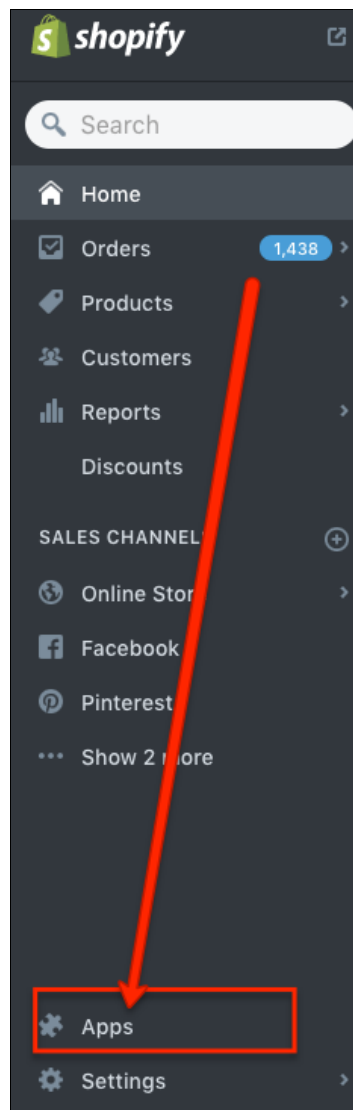 shopify
Search
Home
Orders 1,438
Products
Customers
Reports
Discounts
SALES CHANNEL
Online Stor
Facebook
Pinterest
Show 2 more
Apps
Settings